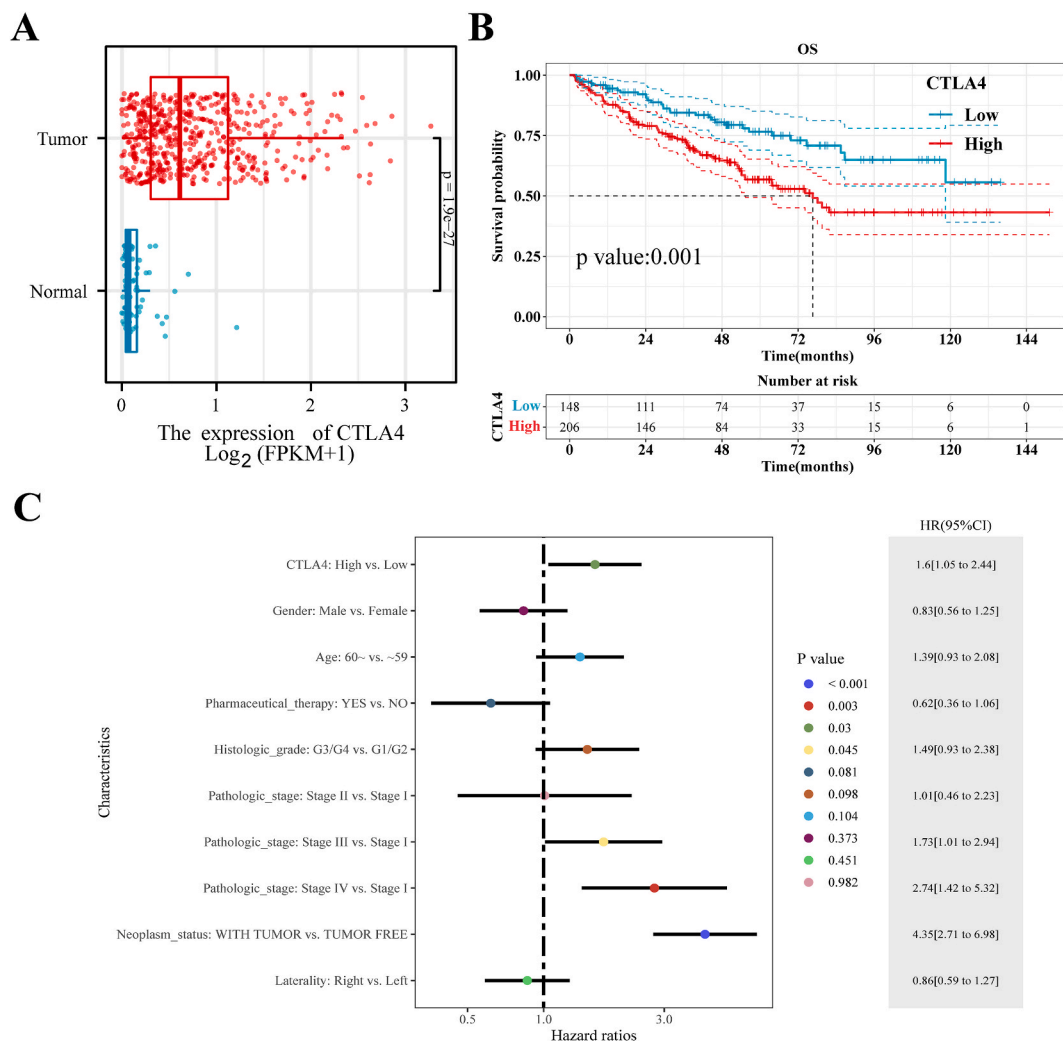 A
Tumor
Normal
p = 1.9e−27
0 1 2 3
The expression of CTLA4
Log2 (FPKM+1)
B
OS
CTLA4
Low
High
Survival probability
1.00
0.75
0.50
0.25
0.00
p value:0.001
0 24 48 72 96 120 144
Time(months)
Number at risk
CTLA4
Low 148 111 74 37 15 6 0
High 206 146 84 33 15 6 1
0 24 48 72 96 120 144
Time(months)
C
HR(95%CI)
Characteristics
CTLA4: High vs. Low 1.6[1.05 to 2.44]
Gender: Male vs. Female 0.83[0.56 to 1.25]
Age: 60~ vs. ~59 1.39[0.93 to 2.08]
Pharmaceutical_therapy: YES vs. NO 0.62[0.36 to 1.06]
Histologic_grade: G3/G4 vs. G1/G2 1.49[0.93 to 2.38]
Pathologic_stage: Stage II vs. Stage I 1.01[0.46 to 2.23]
Pathologic_stage: Stage III vs. Stage I 1.73[1.01 to 2.94]
Pathologic_stage: Stage IV vs. Stage I 2.74[1.42 to 5.32]
Neoplasm_status: WITH TUMOR vs. TUMOR FREE 4.35[2.71 to 6.98]
Laterality: Right vs. Left 0.86[0.59 to 1.27]
0.5 1.0 3.0
Hazard ratios
P value
< 0.001
0.003
0.03
0.045
0.081
0.098
0.104
0.373
0.451
0.982